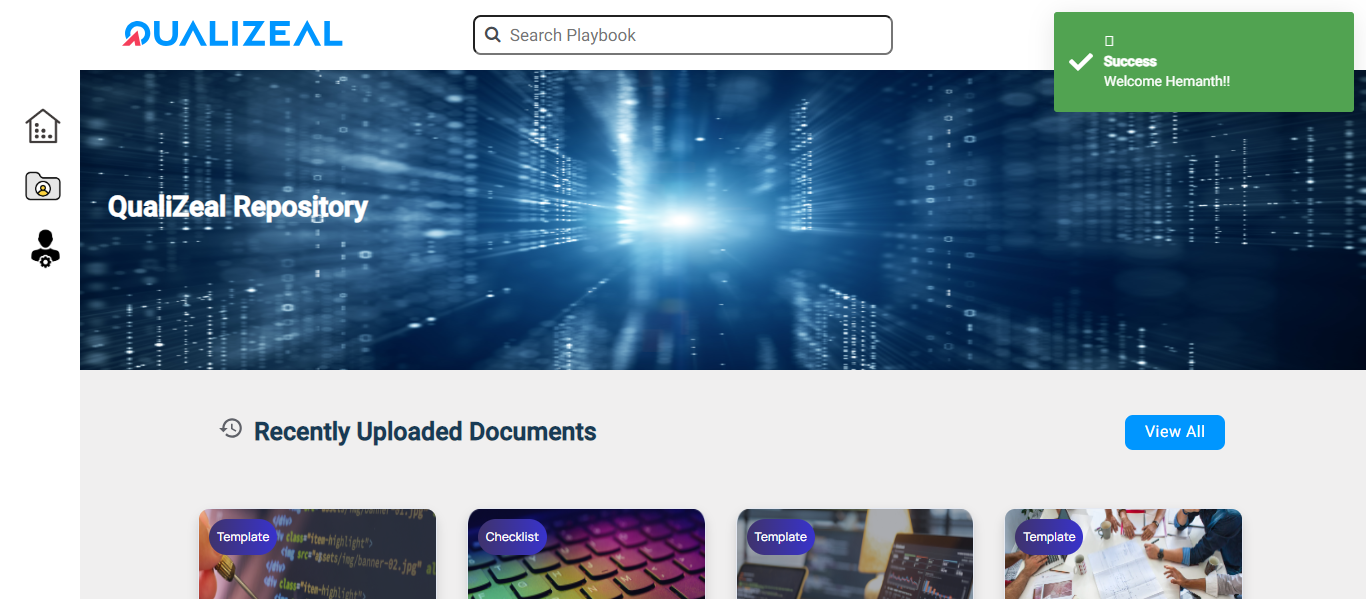 QUALIZEAL
Search Playbook
Success
Welcome Hemanth!!
QualiZeal Repository
Recently Uploaded Documents
View All
Template
Checklist
Template
Template